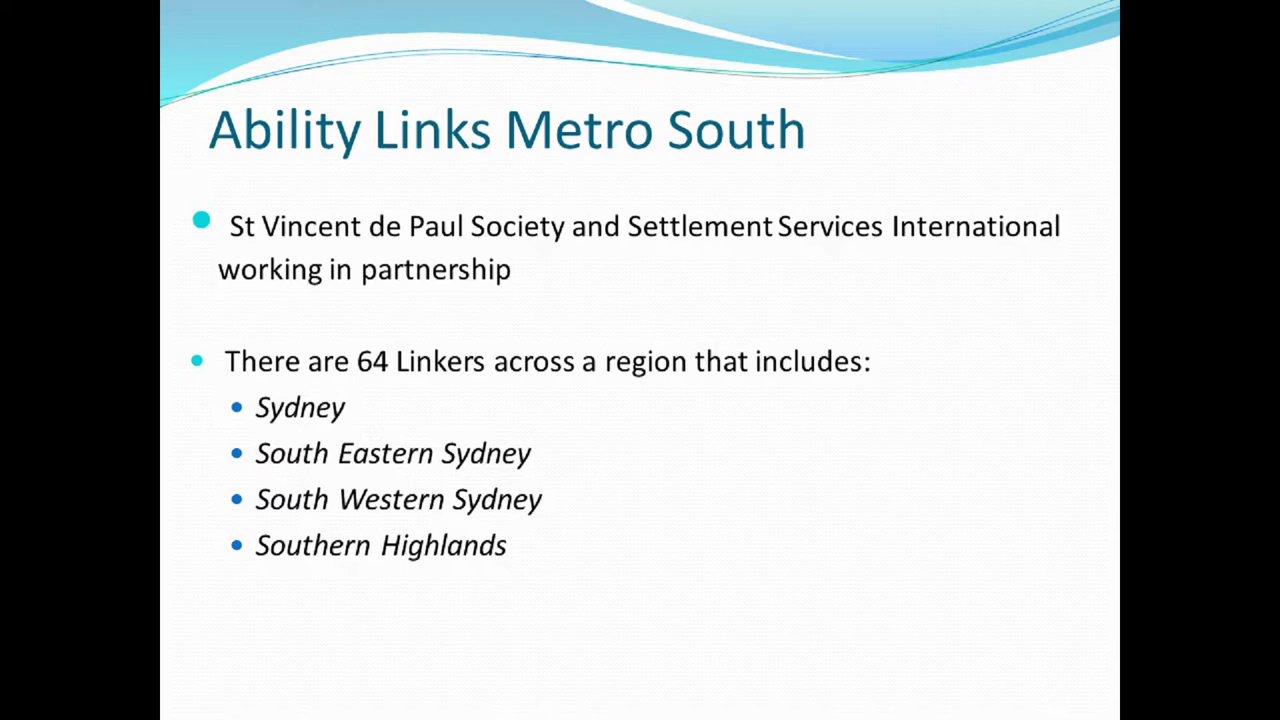 Ability Links Metro South
St Vincent de Paul Society and Settlement Services International
working in partnership
There are 64 Linkers across a region that includes:
Sydney
South Eastern Sydney
South Western Sydney
Southern Highlands